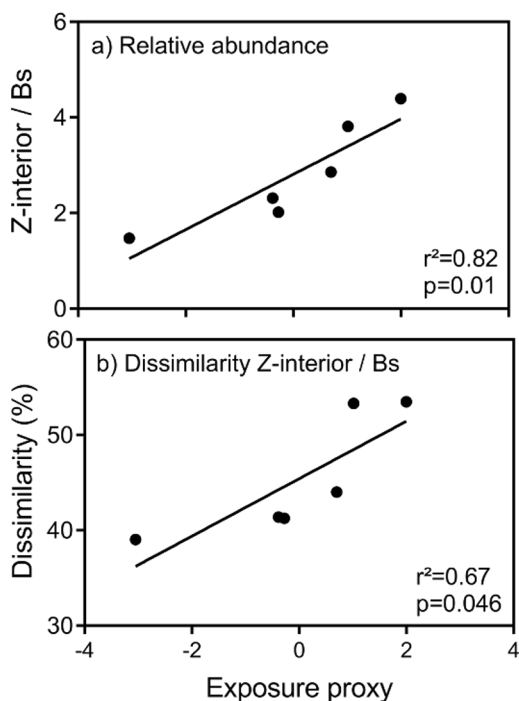 a) Relative abundance
Z-interior / Bs
6
4
2
0
r²=0.82
p=0.01
b) Dissimilarity Z-interior / Bs
Dissimilarity (%)
60
50
40
30
r²=0.67
p=0.046
-4
-2
0
2
4
Exposure proxy